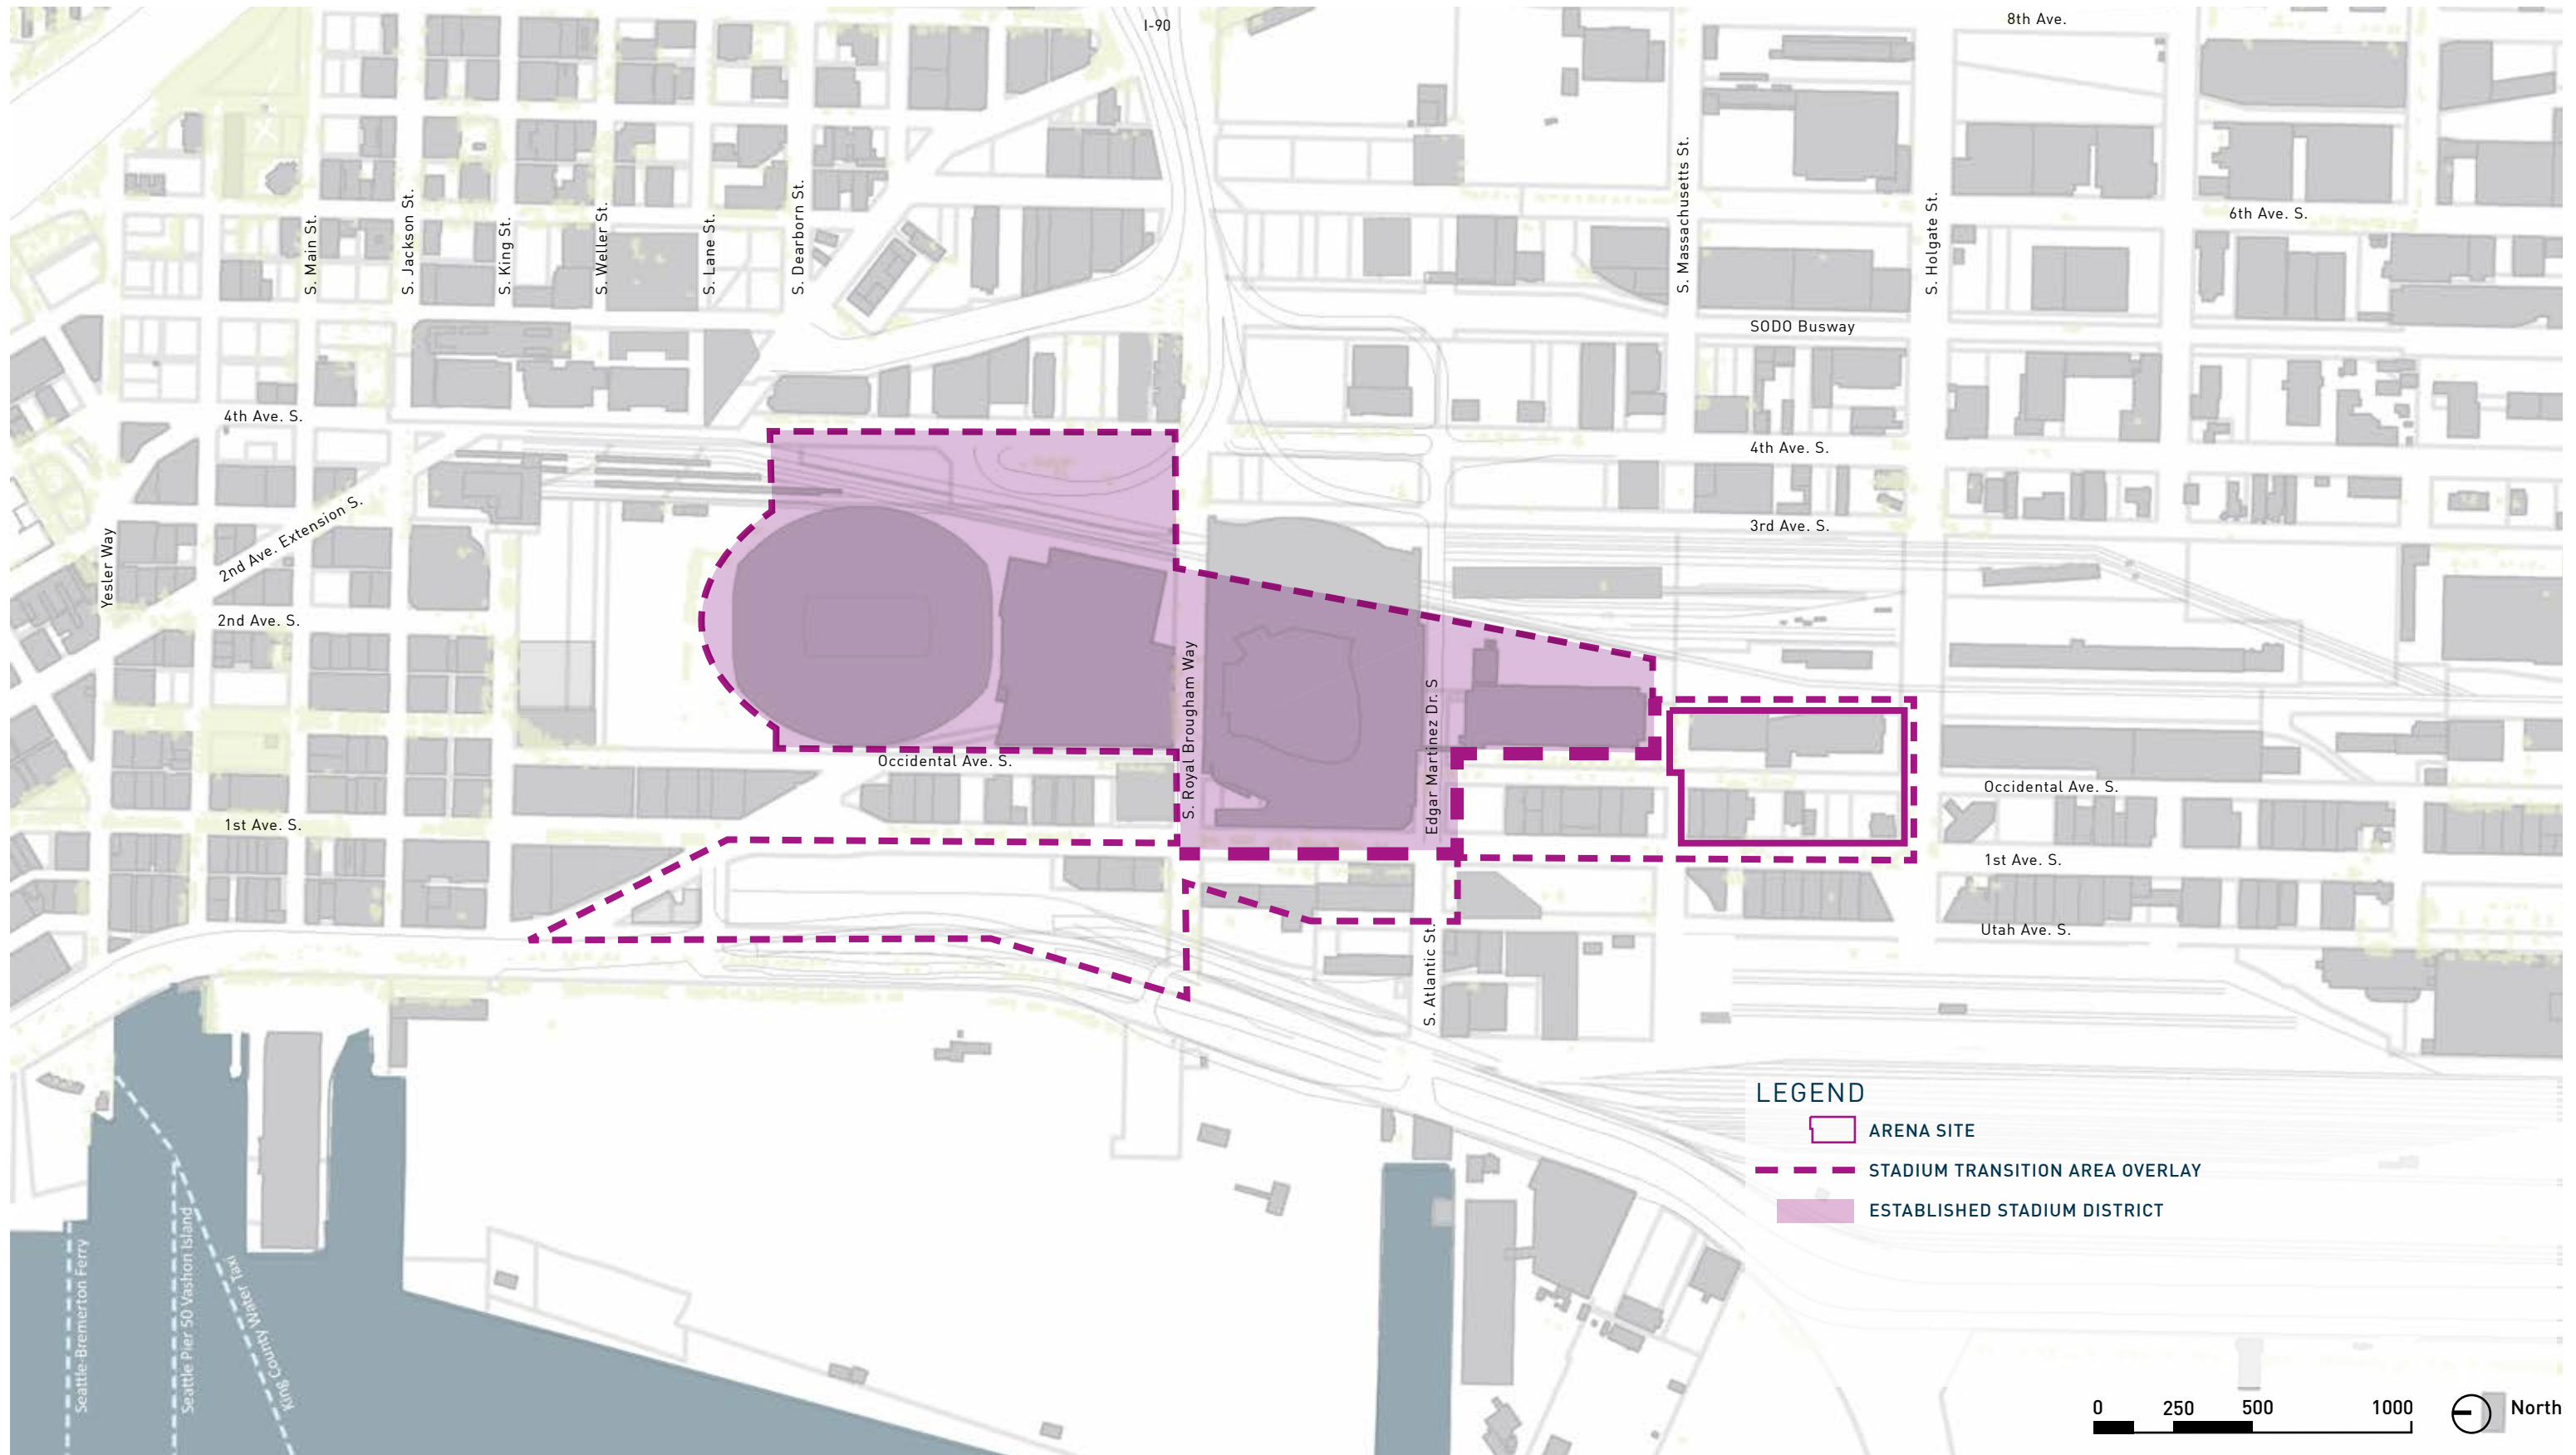 8th Ave.
I-90
S. Main St.
S. Jackson St.
S. King St.
S. Weller St.
S. Lane St.
S. Dearborn St.
S. Massachusetts St.
S. Holgate St.
6th Ave. S.
SODO Busway
4th Ave. S.
4th Ave. S.
3rd Ave. S.
2nd Ave. Extension S.
Yesler Way
2nd Ave. S.
S. Royal Brougham Way
Edgar Martinez Dr. S
Occidental Ave. S.
Occidental Ave. S.
1st Ave. S.
1st Ave. S.
Utah Ave. S.
S. Atlantic St.
LEGEND
ARENA SITE
STADIUM TRANSITION AREA OVERLAY
ESTABLISHED STADIUM DISTRICT
Seattle-Bremerton Ferry
Seattle Pier 50 Vashon Island
King County Water Taxi
0 250 500 1000
North